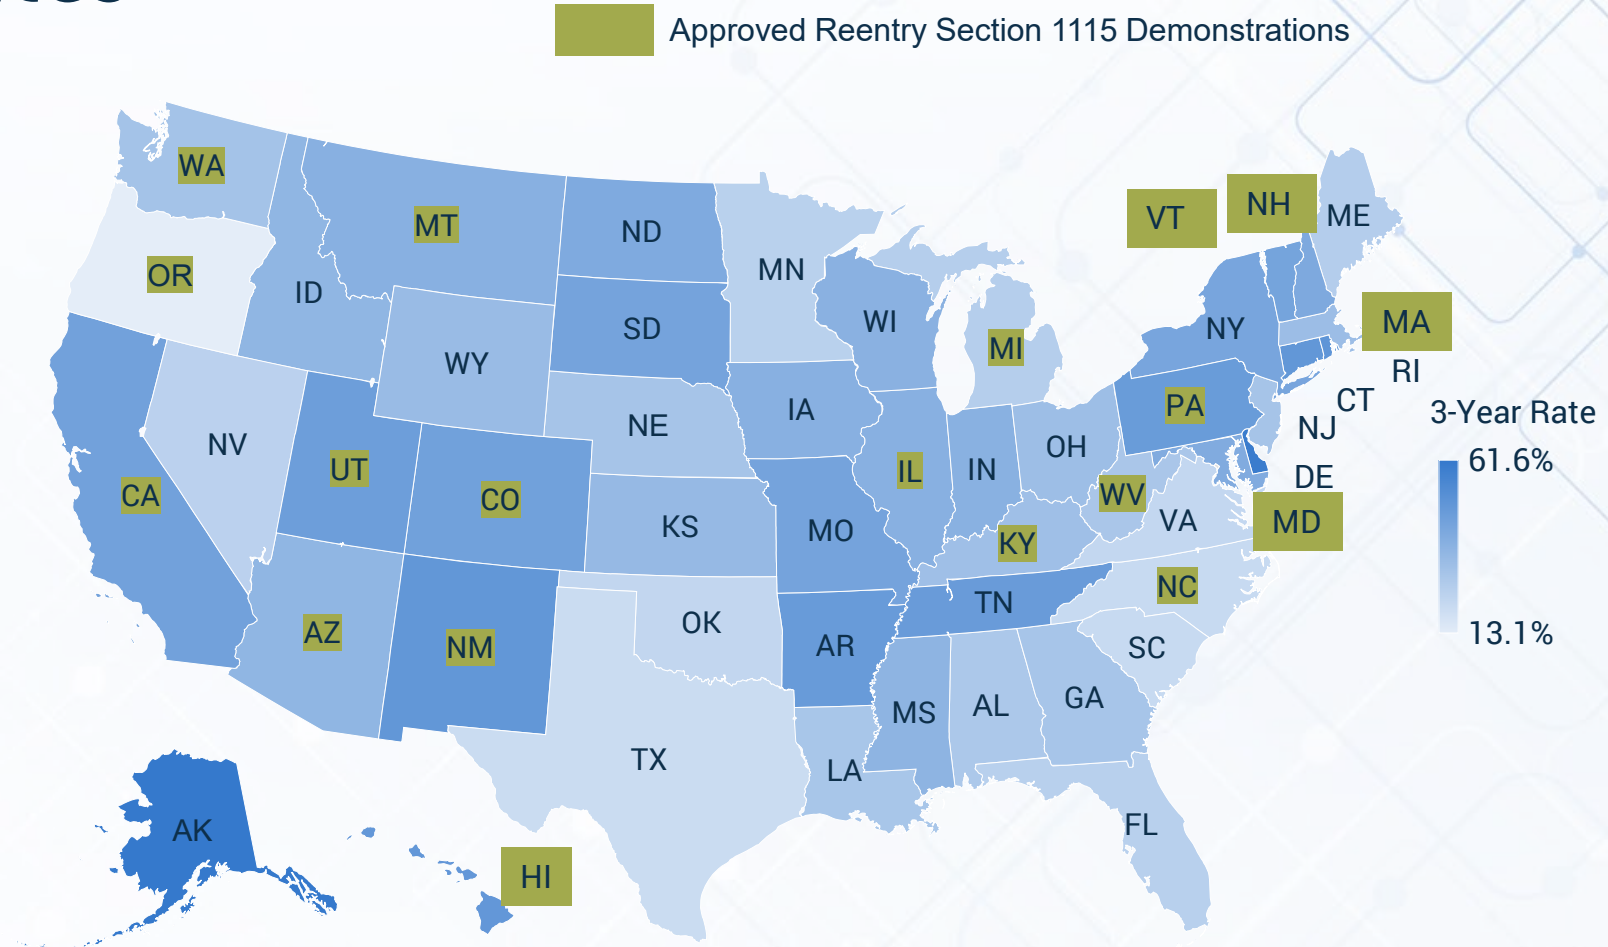 Approved Reentry Section 1115 Demonstrations
WA
MT
ND
MN
VT
NH
ME
OR
ID
SD
WI
NY
MA
WY
MI
RI
IA
PA
CT
NV
NE
OH
NJ
3-Year Rate
UT
IL
IN
61.6%
CA
CO
WV
DE
KS
MO
KY
VA
MD
NC
AZ
NM
OK
TN
13.1%
AR
SC
MS
AL
GA
TX
LA
AK
FL
HI